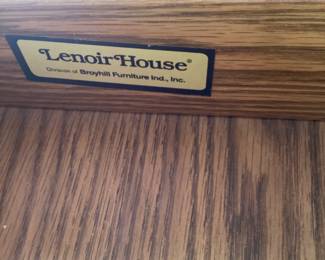 Lenoir House®
Division of Broyhill Furniture Ind., Inc.